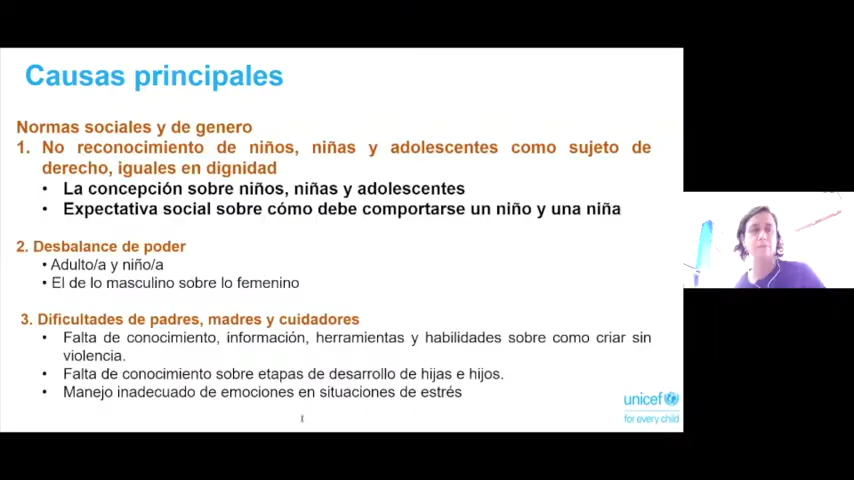 Causas principales
Normas sociales y de genero
1. No reconocimiento de niños, niñas y adolescentes como sujeto de
derecho, iguales en dignidad
• La concepción sobre niños, niñas y adolescentes
• Expectativa social sobre cómo debe comportarse un niño y una niña
2. Desbalance de poder
• Adulto/a y niño/a
• El de lo masculino sobre lo femenino
3. Dificultades de padres, madres y cuidadores
• Falta de conocimiento, información, herramientas y habilidades sobre como criar sin
violencia.
• Falta de conocimiento sobre etapas de desarrollo de hijas e hijos.
• Manejo inadecuado de emociones en situaciones de estrés
unicef
for every child